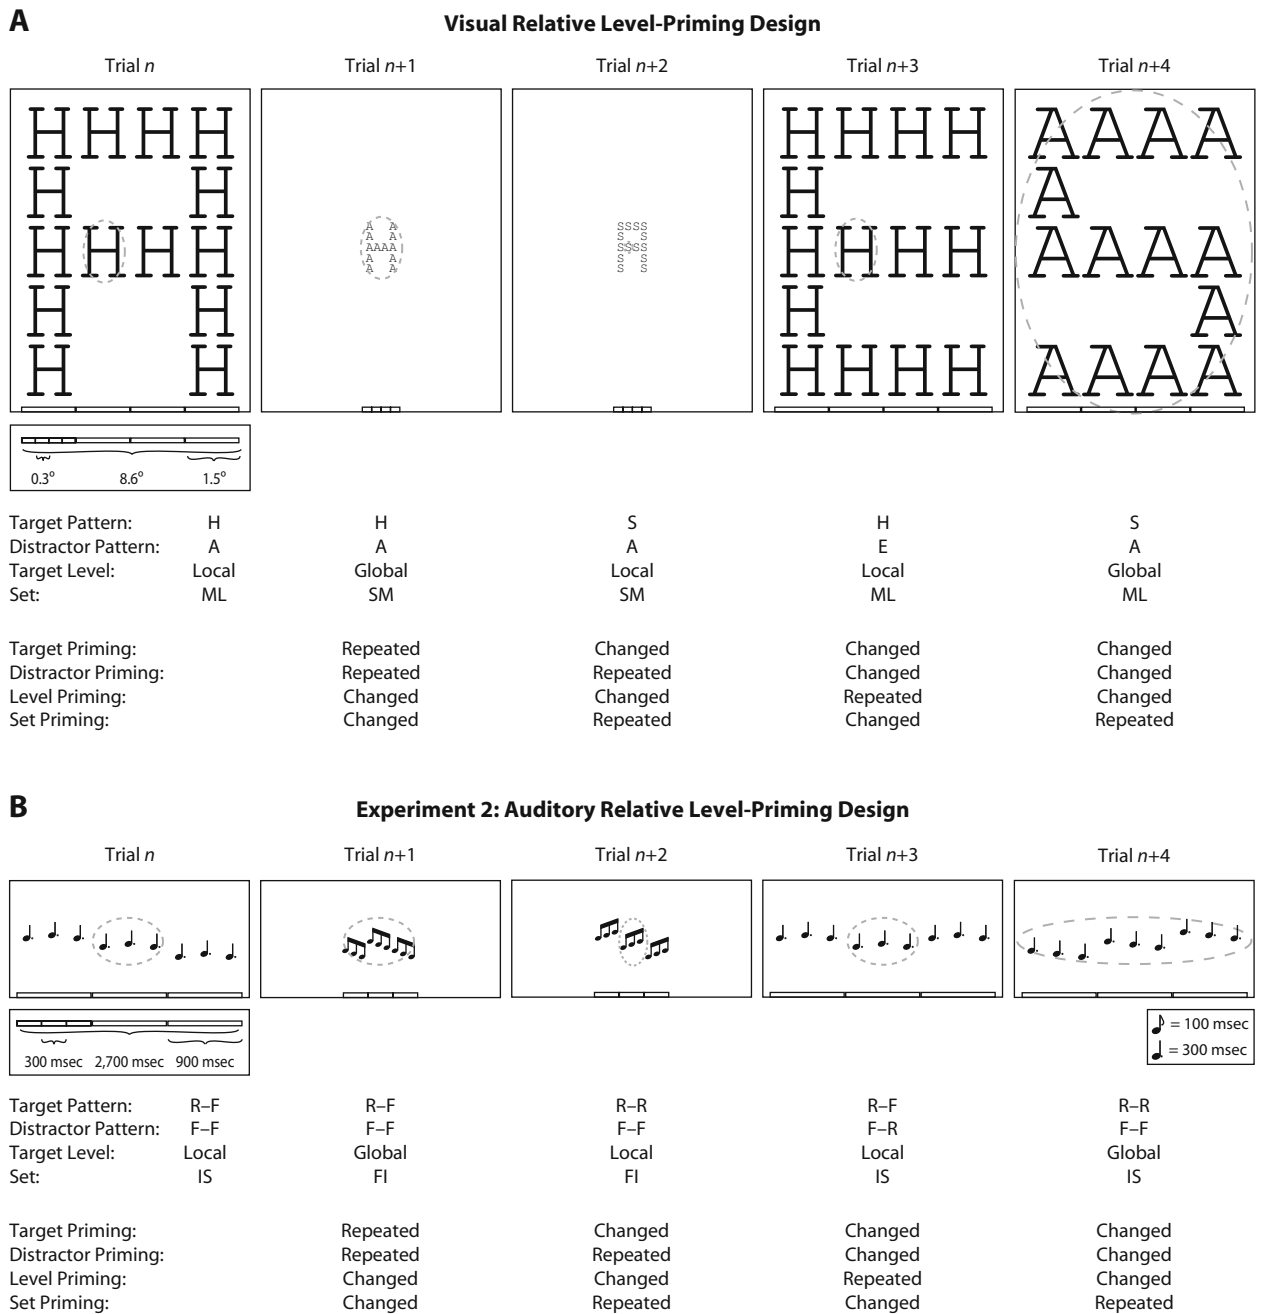 A
Visual Relative Level-Priming Design
Trial n Trial n+1 Trial n+2 Trial n+3 Trial n+4
H H H H H H H H A A A A
H H H A
H H H H A A SSSS H H H H A A A A
A A S S
AAAA SSSS
A A S S
A A S S
H H H A
H H H H H H A A A A
0.3° 8.6° 1.5°
Target Pattern: H H S H S
Distractor Pattern: A A A E A
Target Level: Local Global Local Local Global
Set: ML SM SM ML ML
Target Priming: Repeated Changed Changed Changed
Distractor Priming: Repeated Repeated Changed Changed
Level Priming: Changed Changed Repeated Changed
Set Priming: Changed Repeated Changed Repeated
B
Experiment 2: Auditory Relative Level-Priming Design
Trial n Trial n+1 Trial n+2 Trial n+3 Trial n+4
300 msec 2,700 msec 900 msec
= 100 msec
= 300 msec
Target Pattern: R–F R–F R–R R–F R–R
Distractor Pattern: F–F F–F F–F F–R F–F
Target Level: Local Global Local Local Global
Set: IS FI FI IS IS
Target Priming: Repeated Changed Changed Changed
Distractor Priming: Repeated Repeated Changed Changed
Level Priming: Changed Changed Repeated Changed
Set Priming: Changed Repeated Changed Repeated